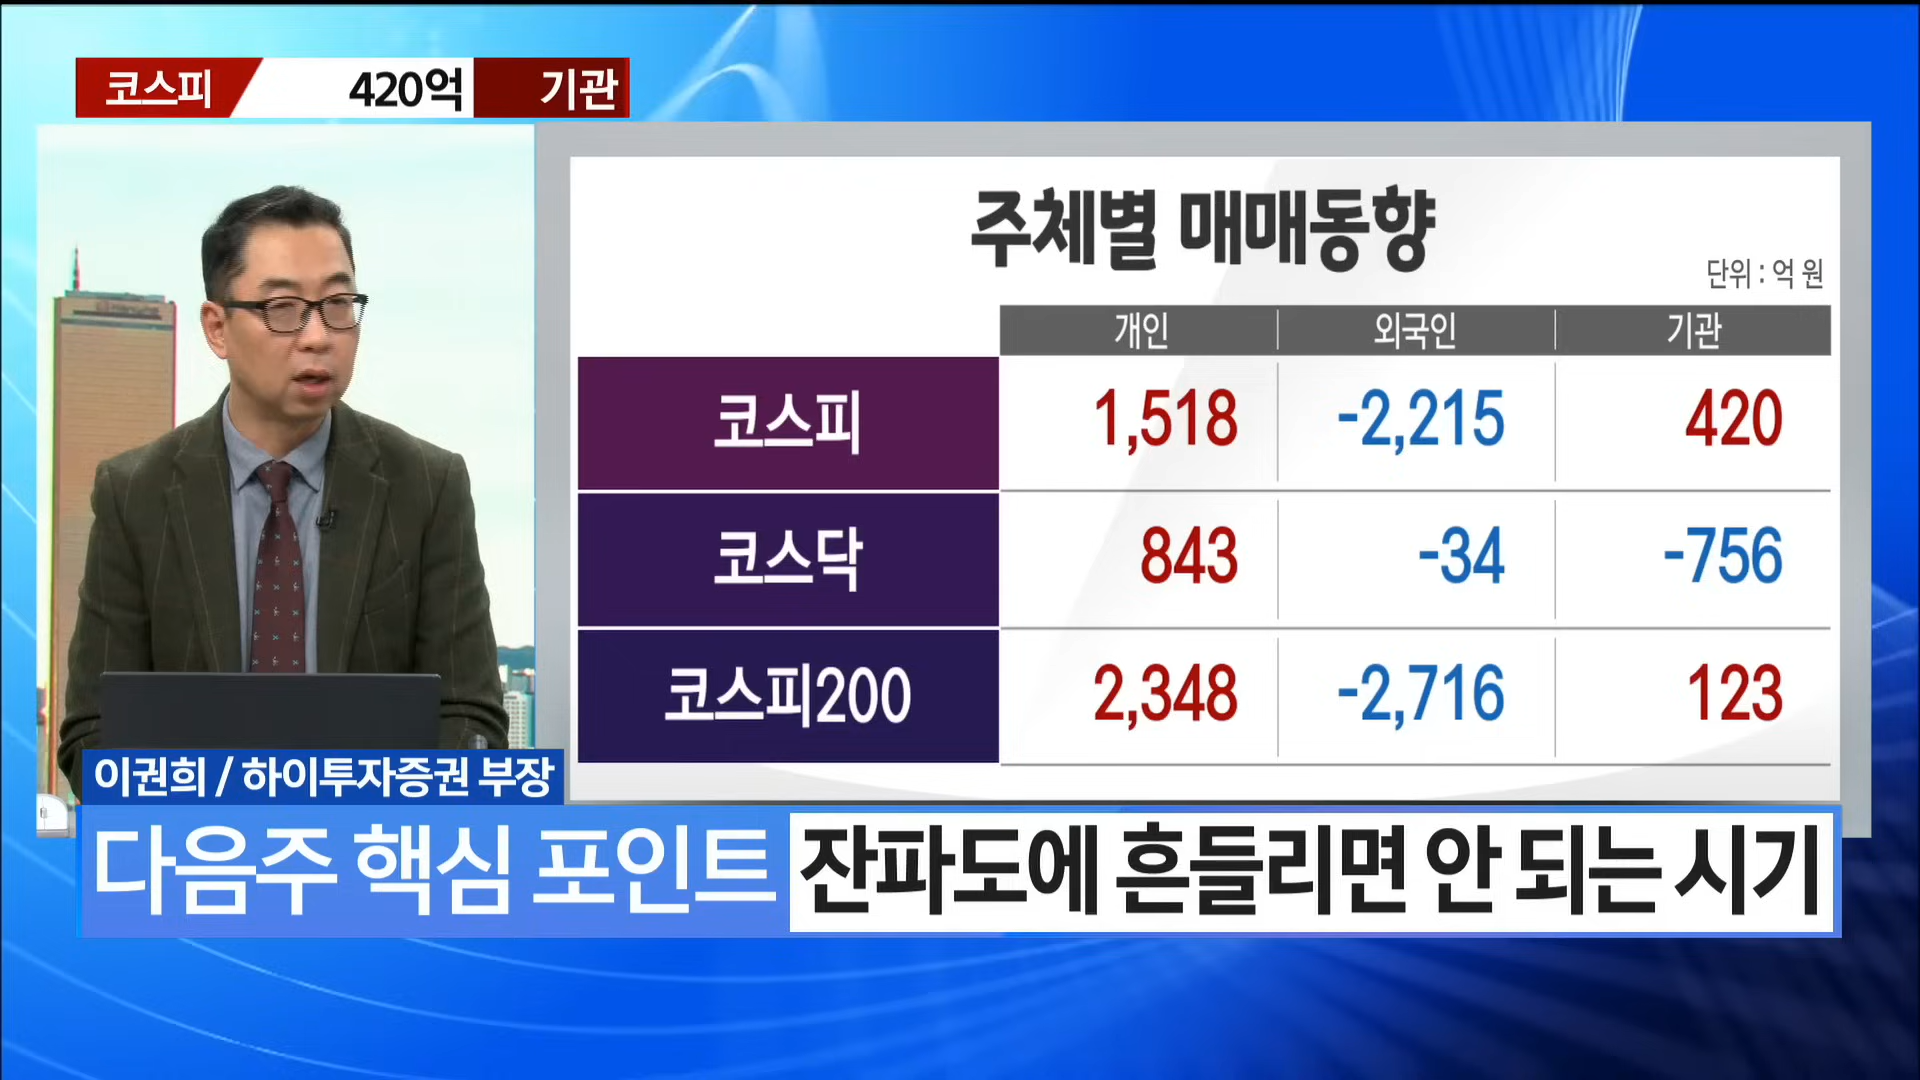 코스피 420억 기관
주체별 매매동향
단위 : 억 원
개인 외국인 기관
코스피 1,518 -2,215 420
코스닥 843 -34 -756
코스피200 2,348 -2,716 123
이권희 / 하이투자증권 부장
다음주 핵심 포인트 잔파도에 흔들리면 안 되는 시기